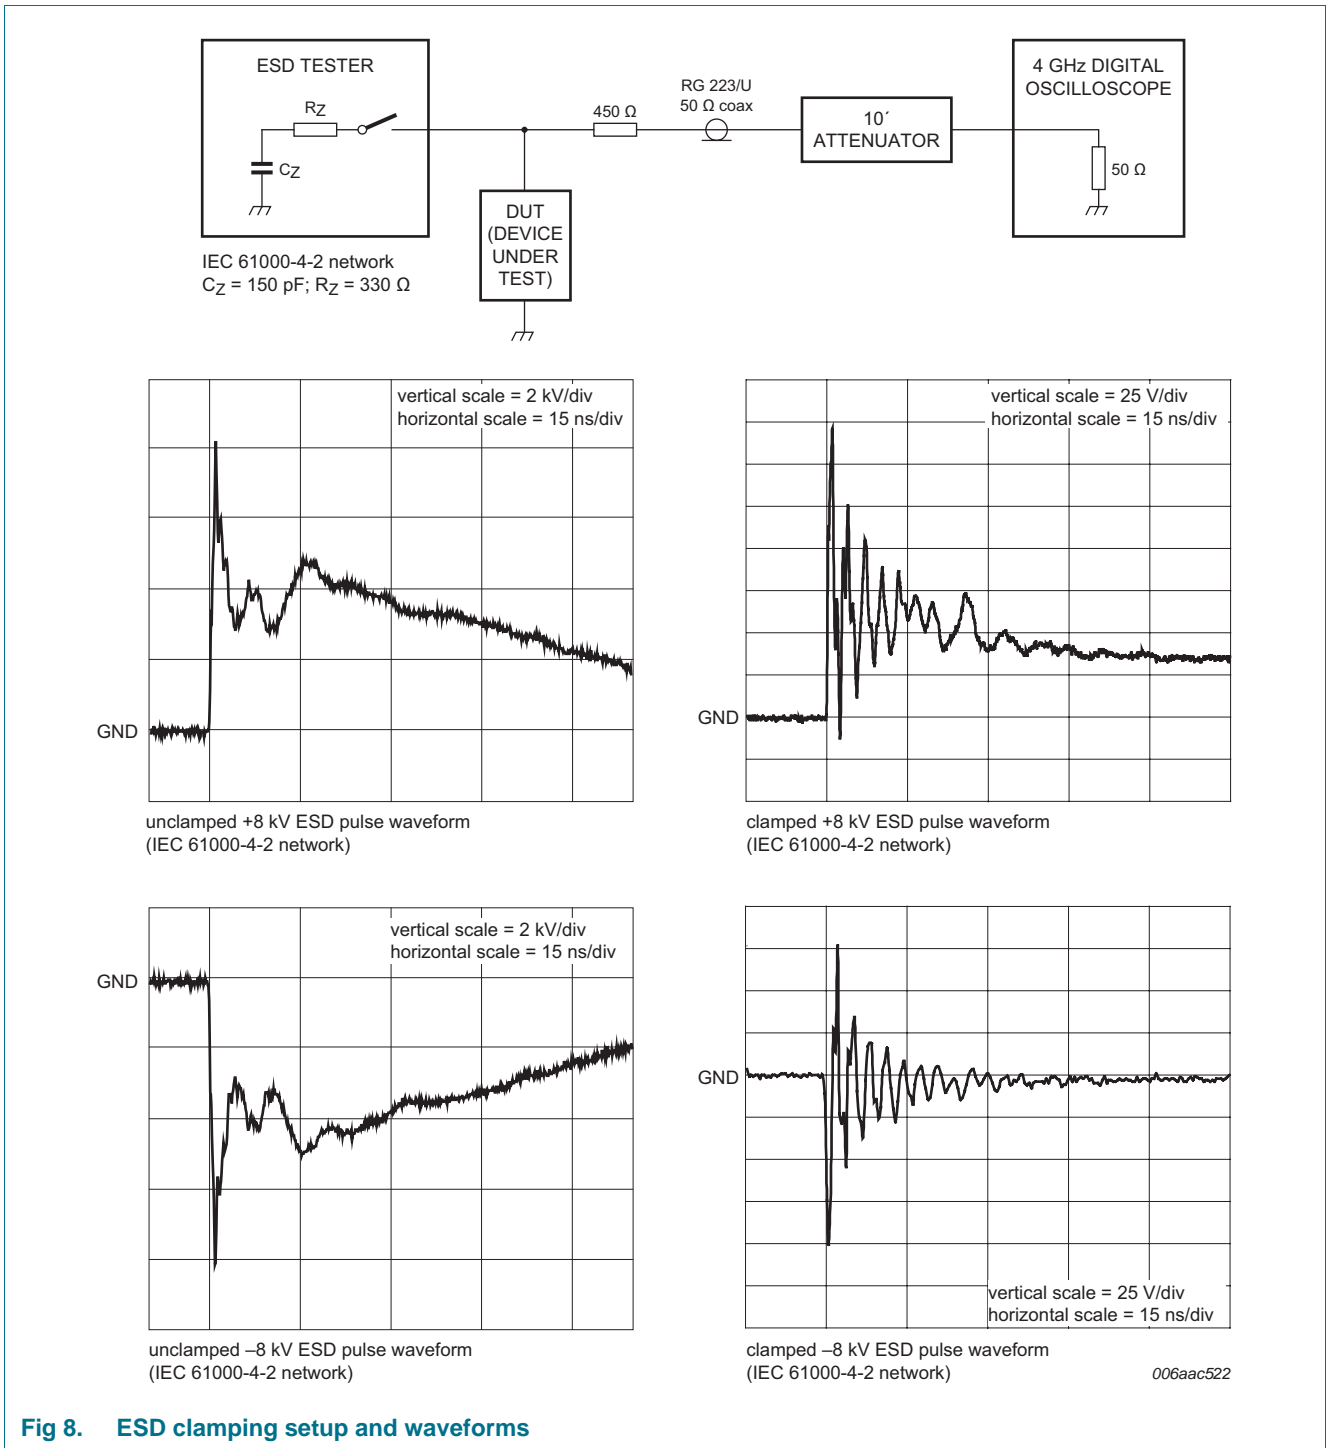 ESD TESTER
RZ
CZ
IEC 61000-4-2 network
CZ = 150 pF; RZ = 330 Ω
DUT
(DEVICE
UNDER
TEST)
450 Ω
RG 223/U
50 Ω coax
10´
ATTENUATOR
4 GHz DIGITAL
OSCILLOSCOPE
50 Ω
vertical scale = 2 kV/div
horizontal scale = 15 ns/div
GND
unclamped +8 kV ESD pulse waveform
(IEC 61000-4-2 network)
vertical scale = 25 V/div
horizontal scale = 15 ns/div
GND
clamped +8 kV ESD pulse waveform
(IEC 61000-4-2 network)
vertical scale = 2 kV/div
horizontal scale = 15 ns/div
GND
unclamped –8 kV ESD pulse waveform
(IEC 61000-4-2 network)
GND
vertical scale = 25 V/div
horizontal scale = 15 ns/div
clamped –8 kV ESD pulse waveform
(IEC 61000-4-2 network)
006aac522
Fig 8. ESD clamping setup and waveforms